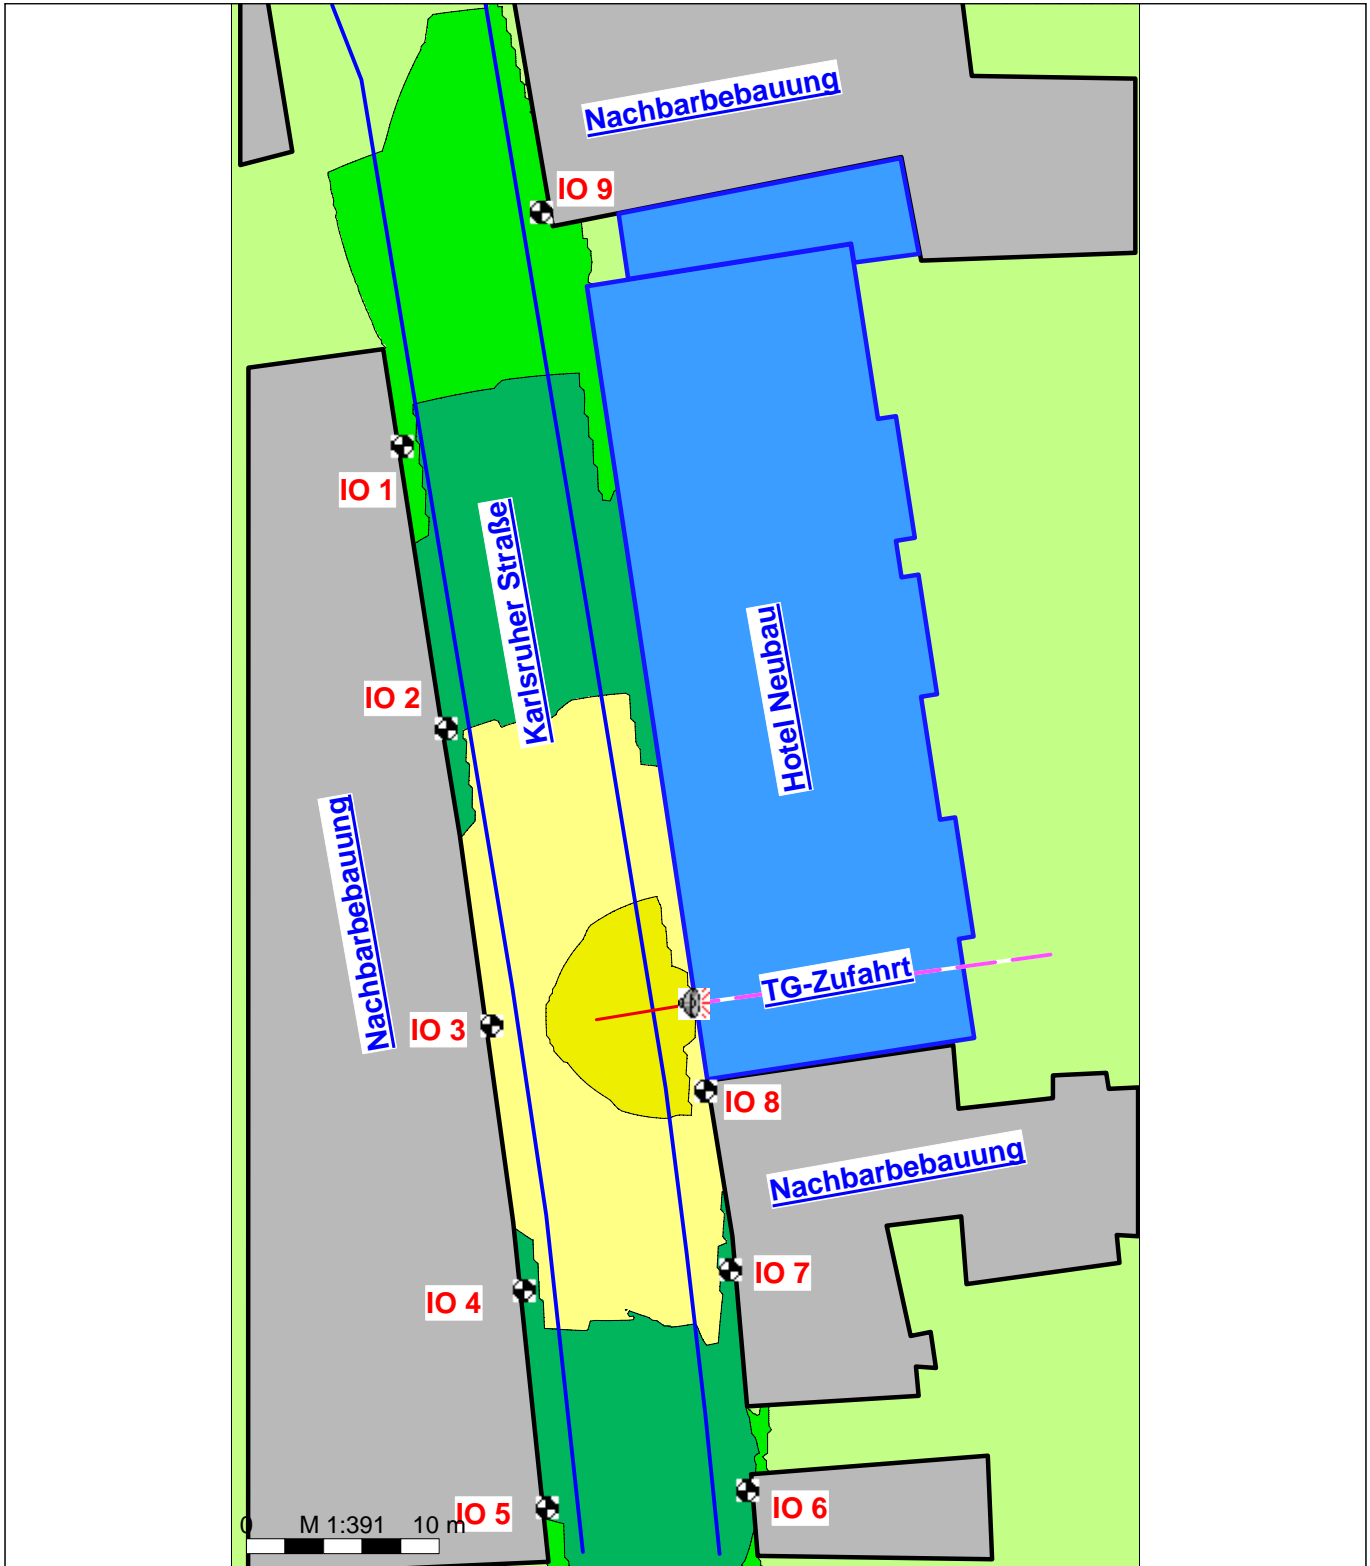 Nachbarbebauung
IO 9
IO 1
Karlsruher Straße
Hotel Neubau
IO 2
Nachbarbebauung
TG-Zufahrt
IO 3
IO 8
Nachbarbebauung
IO 7
IO 4
IO 6
IO 5
0 M 1:391 10 m